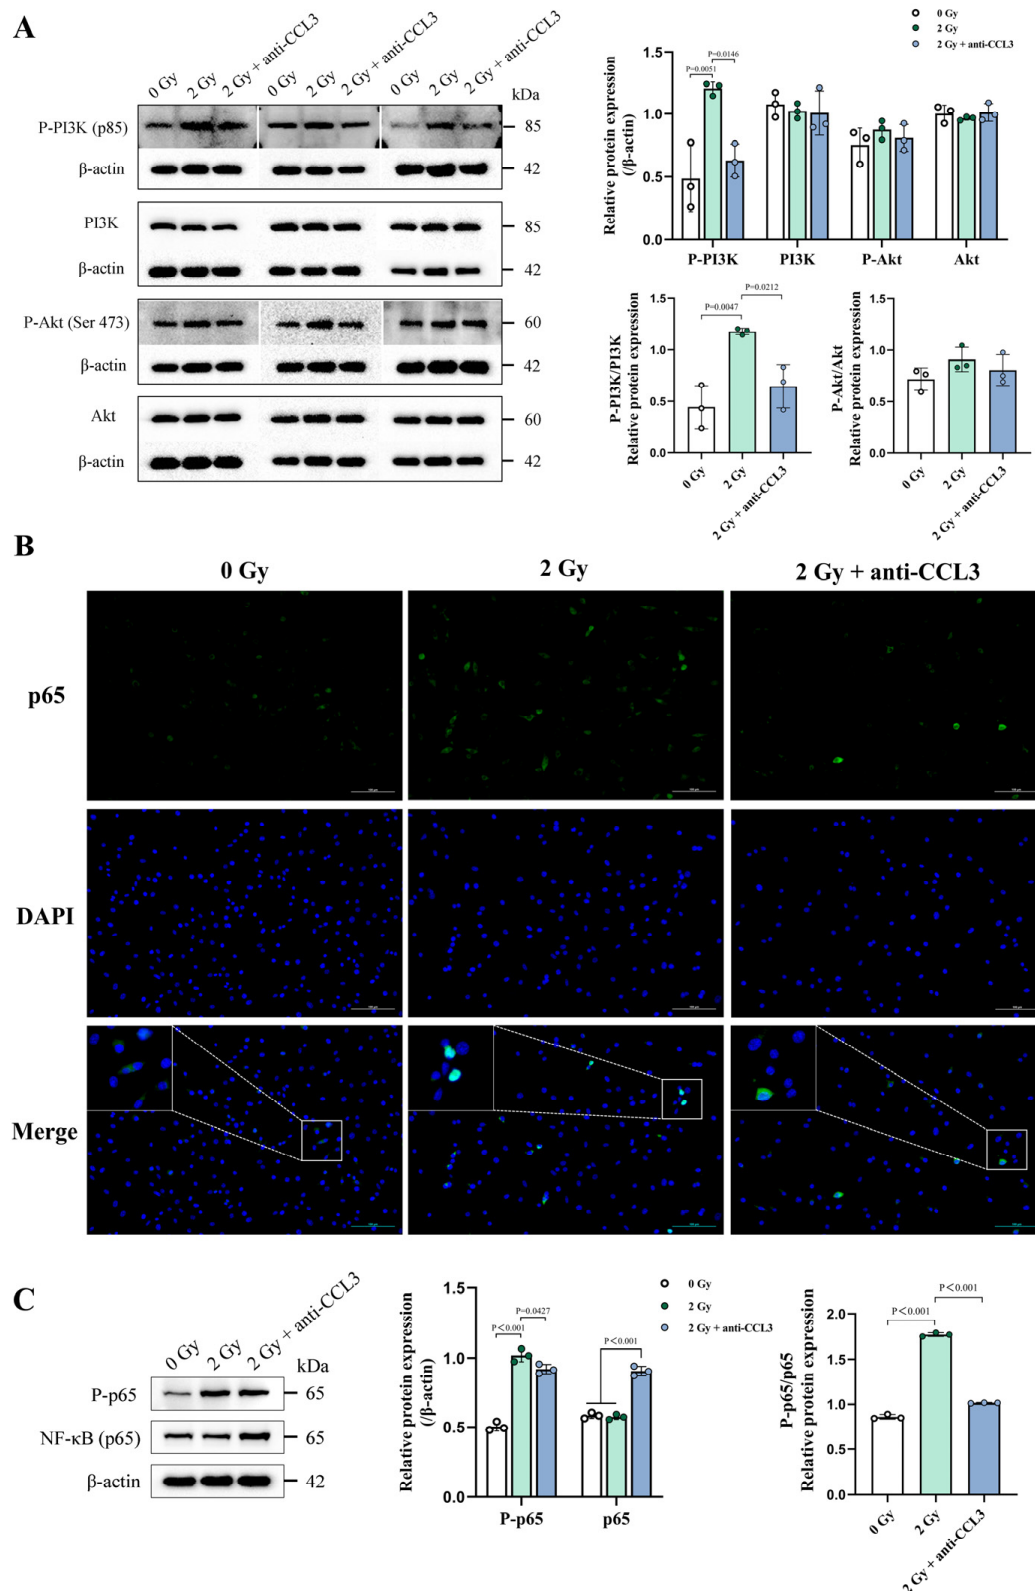 A
0 Gy
2 Gy
2 Gy + anti-CCL3
0 Gy
2 Gy
2 Gy + anti-CCL3
0 Gy
2 Gy
2 Gy + anti-CCL3
kDa
P-PI3K (p85)
85
β-actin
42
PI3K
85
β-actin
42
P-Akt (Ser 473)
60
β-actin
42
Akt
60
β-actin
42
0 Gy
2 Gy
2 Gy + anti-CCL3
Relative protein expression
(/β-actin)
1.5
1.0
0.5
0.0
P=0.0146
P=0.0051
P-PI3K
PI3K
P-Akt
Akt
P-PI3K/PI3K
Relative protein expression
1.5
1.0
0.5
0.0
P=0.0212
P=0.0047
0 Gy
2 Gy
2 Gy + anti-CCL3
P-Akt/Akt
Relative protein expression
1.5
1.0
0.5
0.0
0 Gy
2 Gy
2 Gy + anti-CCL3
B
0 Gy
2 Gy
2 Gy + anti-CCL3
p65
DAPI
Merge
C
0 Gy
2 Gy
2 Gy + anti-CCL3
kDa
P-p65
65
NF-κB (p65)
65
β-actin
42
Relative protein expression
(/β-actin)
1.5
1.0
0.5
0.0
P<0.001
P=0.0427
P<0.001
P-p65
p65
0 Gy
2 Gy
2 Gy + anti-CCL3
P-p65/p65
Relative protein expression
2.0
1.5
1.0
0.5
0.0
P<0.001
P<0.001
0 Gy
2 Gy
2 Gy + anti-CCL3